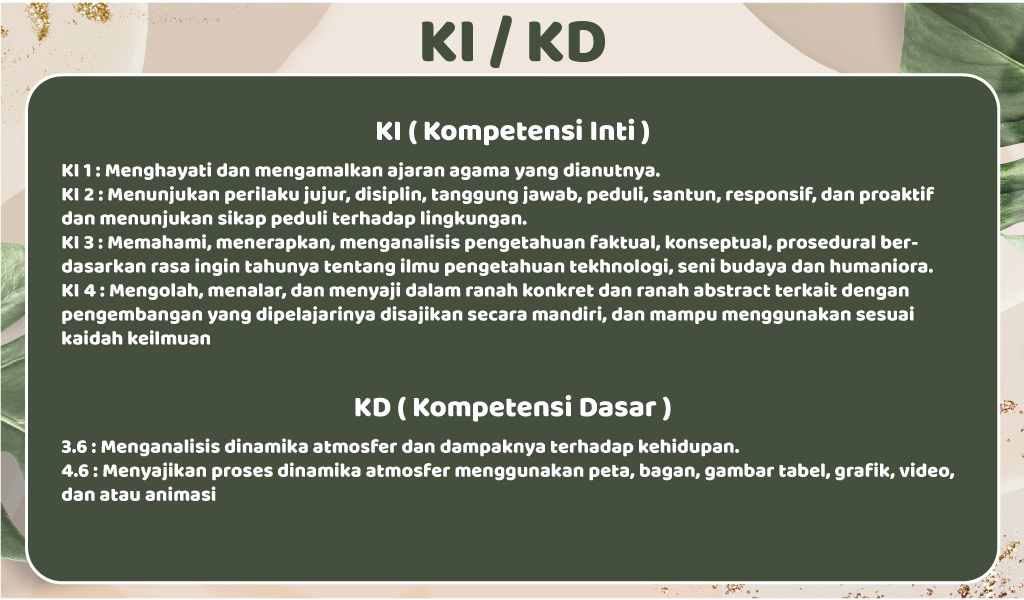 KI / KD
KI ( Kompetensi Inti )
KI 1 : Menghayati dan mengamalkan ajaran agama yang dianutnya.
KI 2 : Menunjukan perilaku jujur, disiplin, tanggung jawab, peduli, santun, responsif, dan proaktif
dan menunjukan sikap peduli terhadap lingkungan.
KI 3 : Memahami, menerapkan, menganalisis pengetahuan faktual, konseptual, prosedural ber-
dasarkan rasa ingin tahunya tentang ilmu pengetahuan tekhnologi, seni budaya dan humaniora.
KI 4 : Mengolah, menalar, dan menyaji dalam ranah konkret dan ranah abstract terkait dengan
pengembangan yang dipelajarinya disajikan secara mandiri, dan mampu menggunakan sesuai
kaidah keilmuan
KD ( Kompetensi Dasar )
3.6 : Menganalisis dinamika atmosfer dan dampaknya terhadap kehidupan.
4.6 : Menyajikan proses dinamika atmosfer menggunakan peta, bagan, gambar tabel, grafik, video,
dan atau animasi